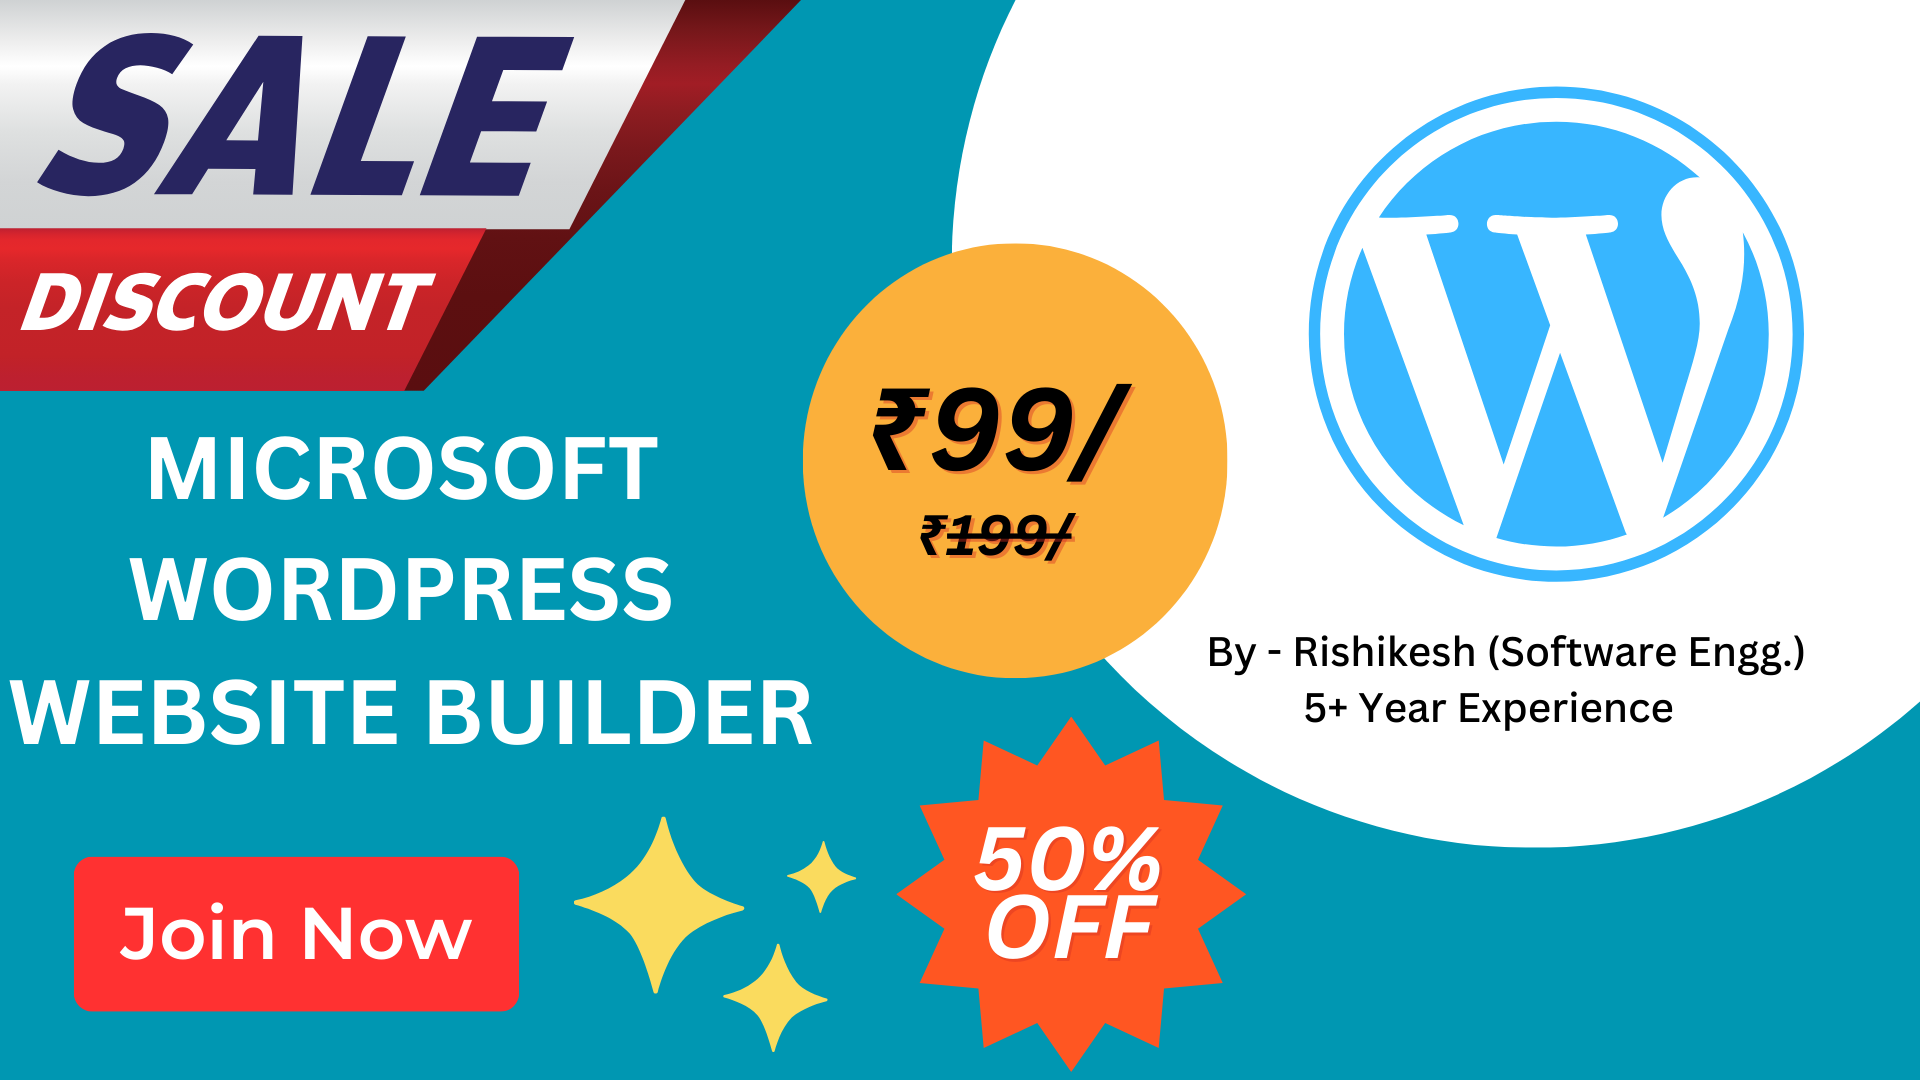 SALE
DISCOUNT
MICROSOFT
WORDPRESS
WEBSITE BUILDER
Join Now
₹99/
₹199/
50%
OFF
By - Rishikesh (Software Engg.)
5+ Year Experience